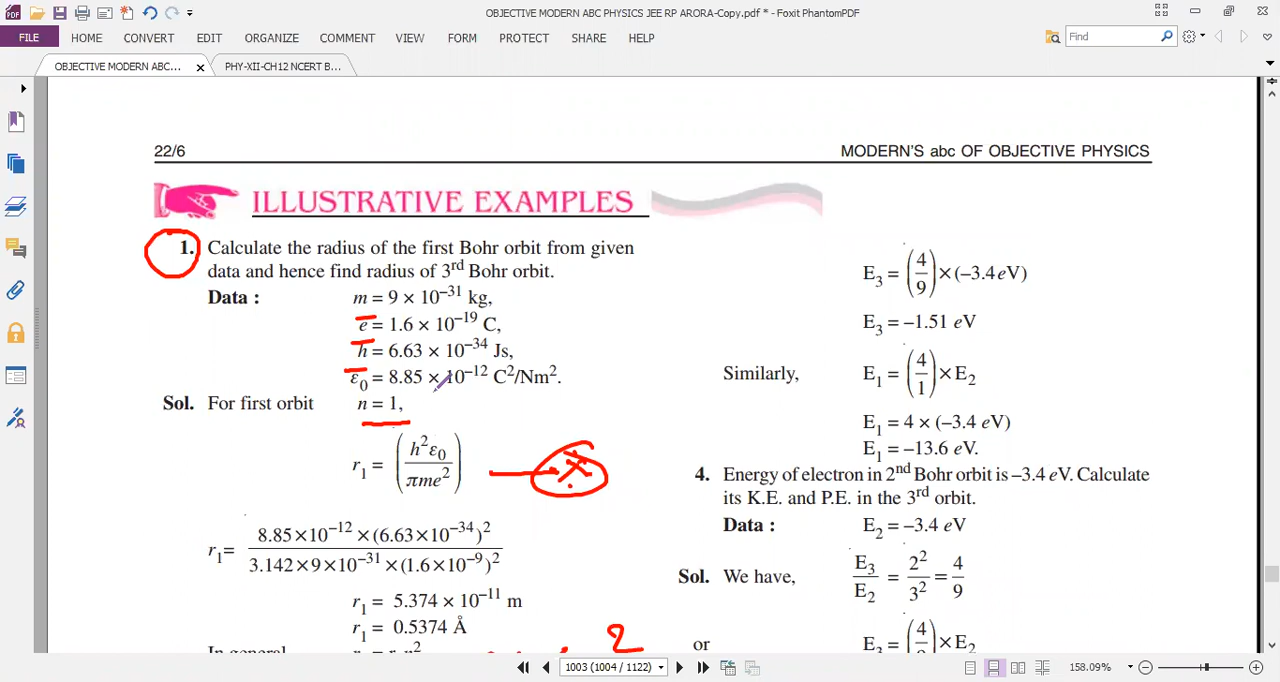 OBJECTIVE MODERN ABC PHYSICS JEE RP ARORA-Copy.pdf * - Foxit PhantomPDF
FILE HOME CONVERT EDIT ORGANIZE COMMENT VIEW FORM PROTECT SHARE HELP
Find
OBJECTIVE MODERN ABC... PHY-XII-CH12 NCERT B...
22/6 MODERN'S abc OF OBJECTIVE PHYSICS
ILLUSTRATIVE EXAMPLES
1. Calculate the radius of the first Bohr orbit from given
data and hence find radius of 3rd Bohr orbit.
Data : m = 9 × 10⁻³¹ kg,
e = 1.6 × 10⁻¹⁹ C,
h = 6.63 × 10⁻³⁴ Js,
ε₀ = 8.85 × 10⁻¹² C²/Nm².
Sol. For first orbit n = 1,
r₁ = (h²ε₀/πme²)
r₁= 8.85×10⁻¹²×(6.63×10⁻³⁴)²/3.142×9×10⁻³¹×(1.6×10⁻⁹)²
r₁ = 5.374 × 10⁻¹¹ m
r₁ = 0.5374 Å
In general
2
E₃ = (4/9)×(–3.4eV)
E₃ = –1.51 eV
Similarly, E₁ = (4/1)×E₂
E₁ = 4 × (–3.4 eV)
E₁ = –13.6 eV.
4. Energy of electron in 2nd Bohr orbit is –3.4 eV. Calculate
its K.E. and P.E. in the 3rd orbit.
Data : E₂ = –3.4 eV
Sol. We have, E₃/E₂ = 2²/3² = 4/9
or E₃ = (4/9)×E₂
1003 (1004 / 1122) 158.09%